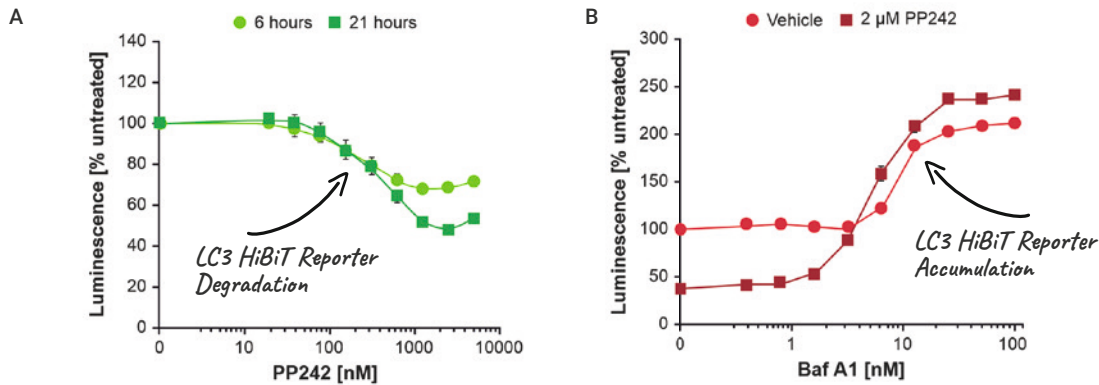 A
6 hours
21 hours
Luminescence [% untreated]
140
120
100
80
60
40
20
0
0
10
100
1000
10000
PP242 [nM]
LC3 HiBiT Reporter
Degradation
B
Vehicle
2 µM PP242
Luminescence [% untreated]
300
250
200
150
100
50
0
0
1
10
100
Baf A1 [nM]
LC3 HiBiT Reporter
Accumulation